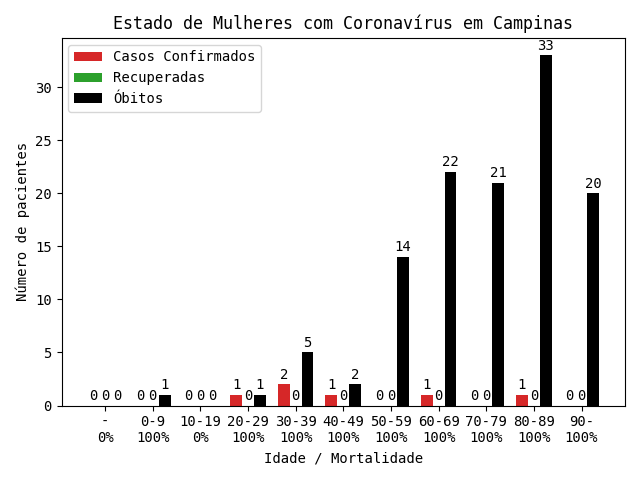 Estado de Mulheres com Coronavírus em Campinas
Casos Confirmados
Recuperadas
Óbitos
Número de pacientes
30
25
20
15
10
5
0
0 0 0
0 0 1
0 0 0
1 0 1
2 0 5
1 0 2
0 0 14
1 0 22
0 0 21
1 0 33
0 0 20
- 0-9 10-19 20-29 30-39 40-49 50-59 60-69 70-79 80-89 90-
0% 100% 0% 100% 100% 100% 100% 100% 100% 100% 100%
Idade / Mortalidade